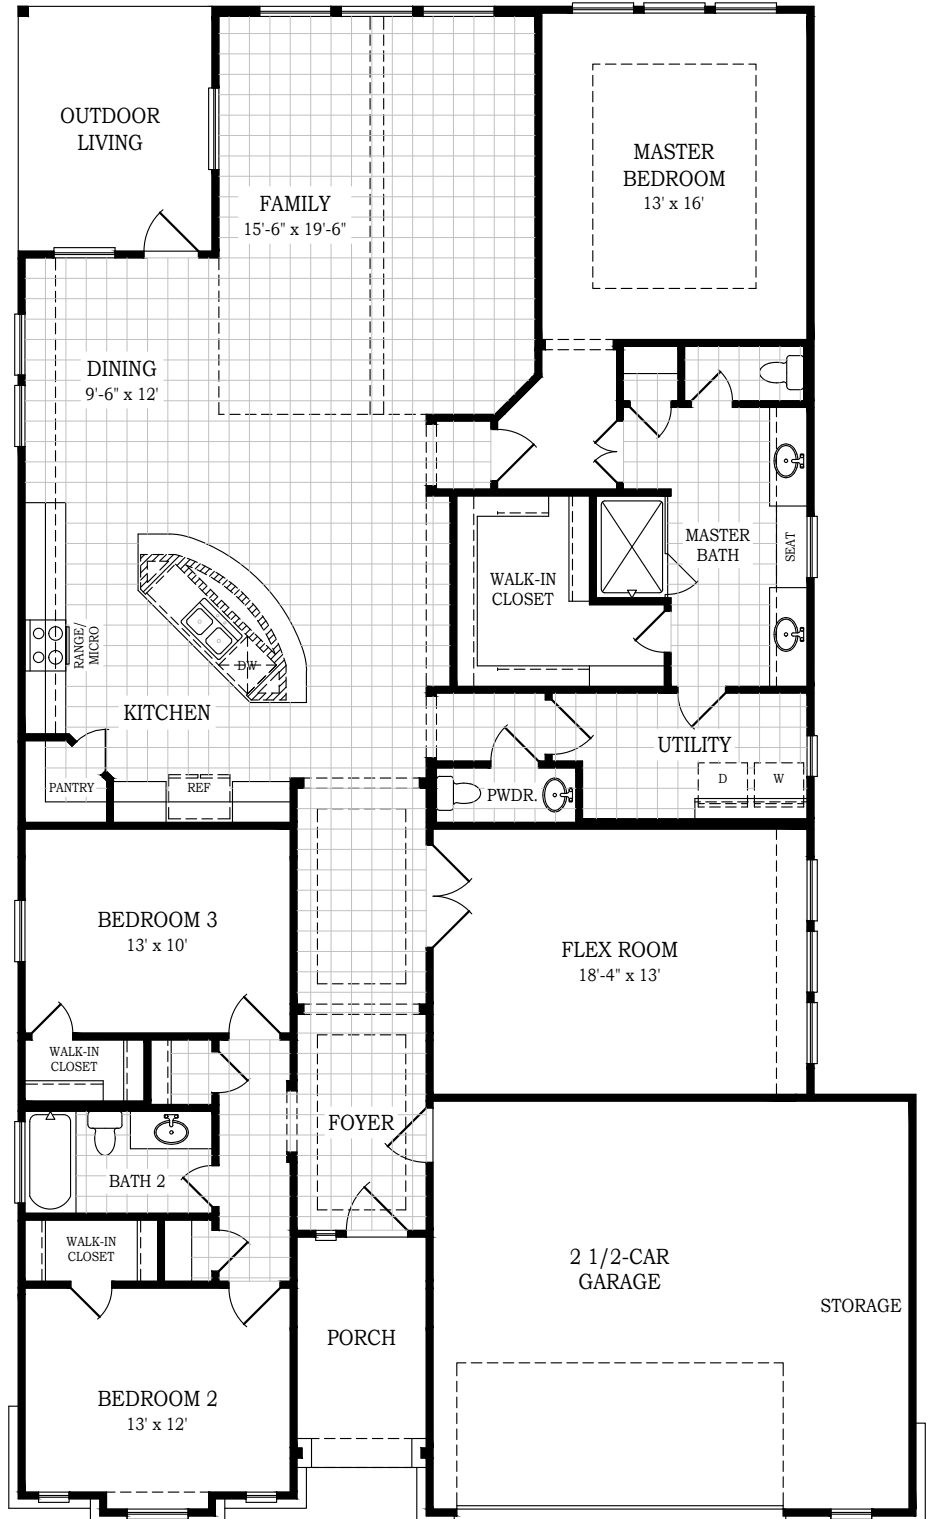 OUTDOOR
LIVING
FAMILY
15'-6" x 19'-6"
MASTER
BEDROOM
13' x 16'
DINING
9'-6" x 12'
MASTER
BATH
SEAT
WALK-IN
CLOSET
RANGE/
MICRO
DW
KITCHEN
UTILITY
D
W
PANTRY
REF
PWDR.
BEDROOM 3
13' x 10'
FLEX ROOM
18'-4" x 13'
WALK-IN
CLOSET
FOYER
BATH 2
WALK-IN
CLOSET
2 1/2-CAR
GARAGE
STORAGE
PORCH
BEDROOM 2
13' x 12'